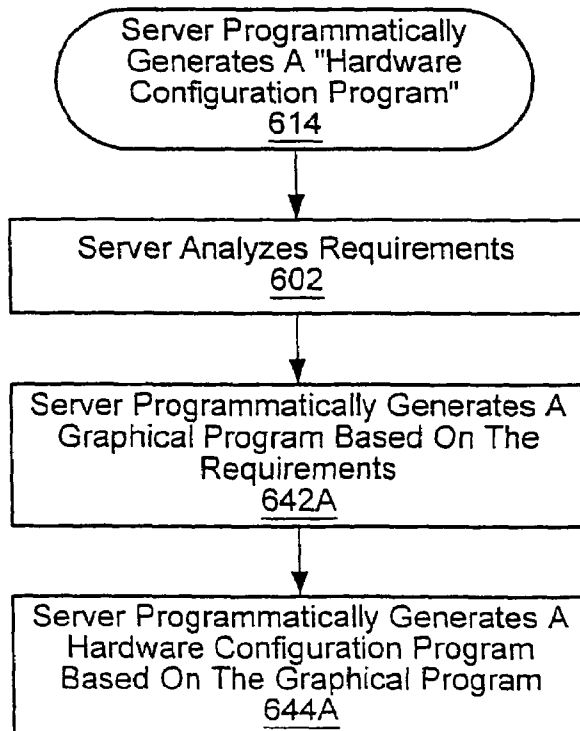 Server Programmatically
Generates A "Hardware
Configuration Program"
614
Server Analyzes Requirements
602
Server Programmatically Generates A
Graphical Program Based On The
Requirements
642A
Server Programmatically Generates A
Hardware Configuration Program
Based On The Graphical Program
644A